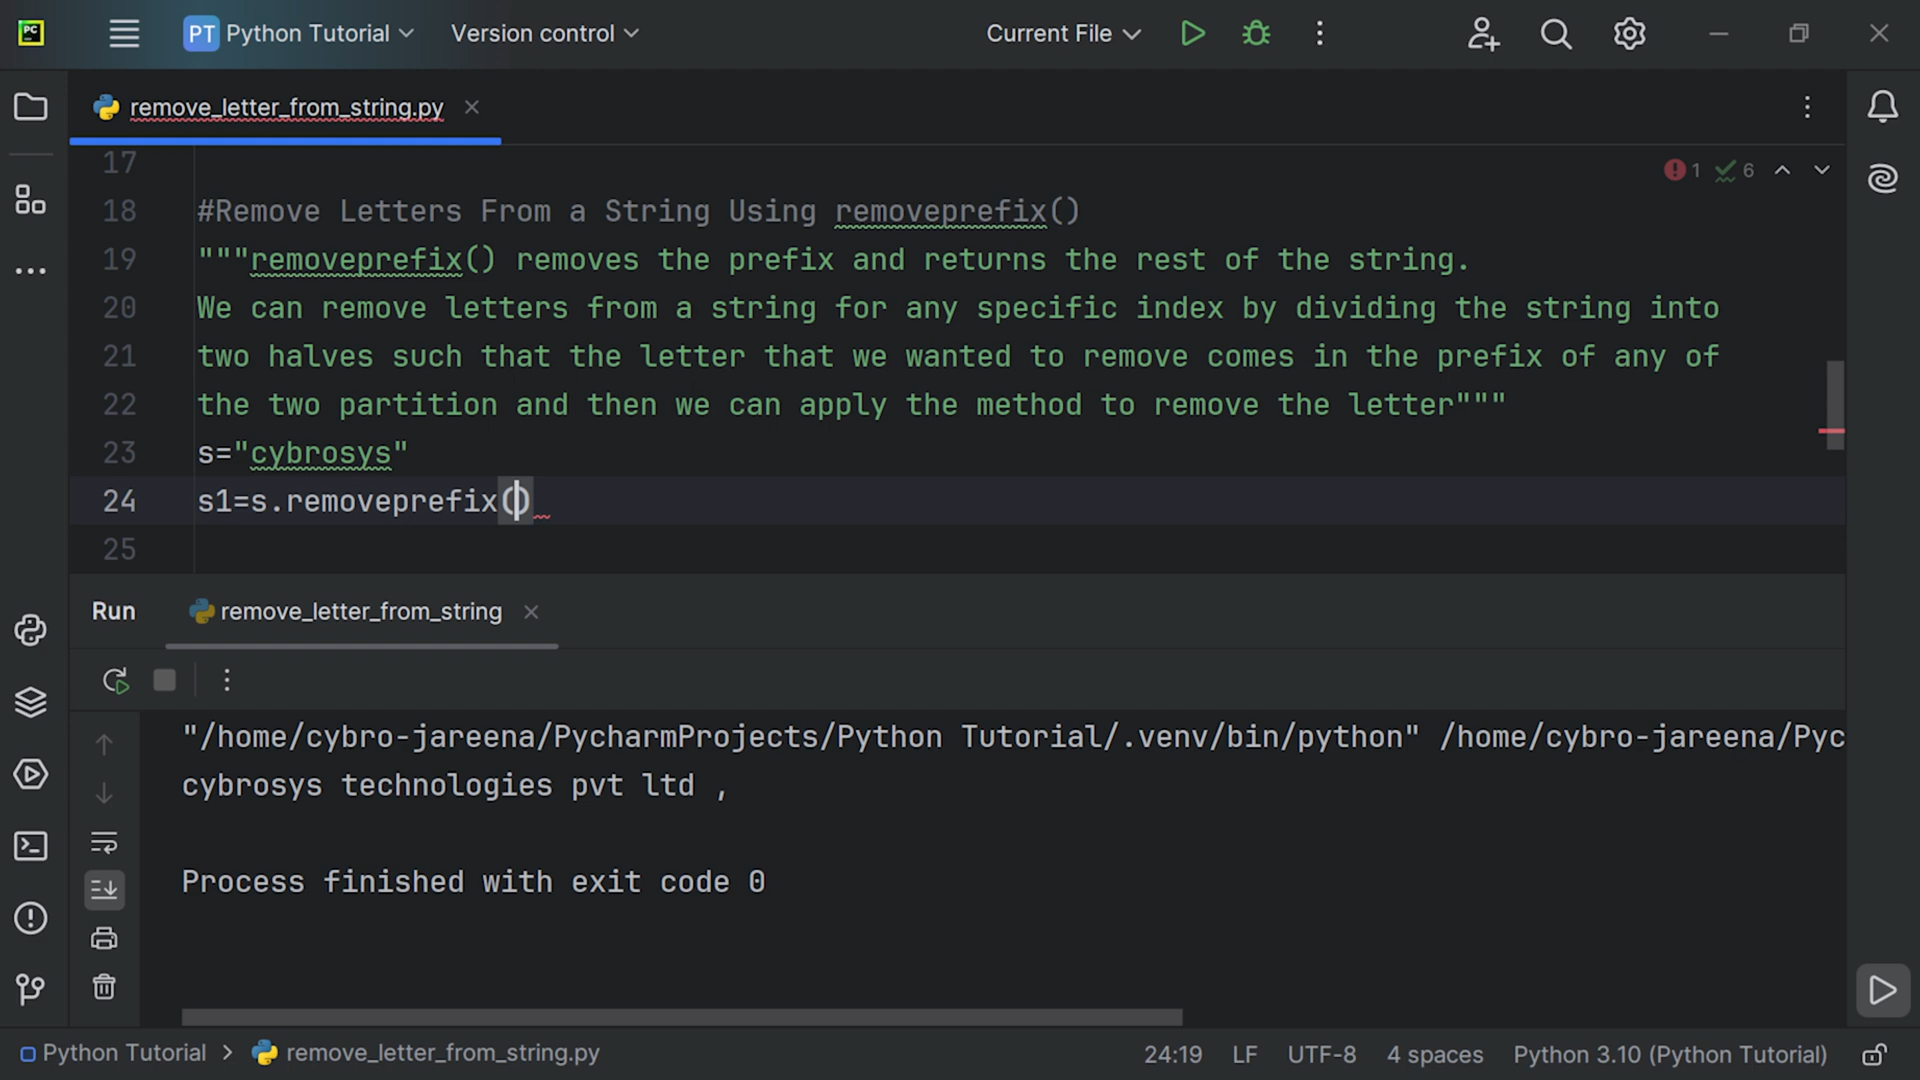 PC
PT Python Tutorial
Version control
Current File
remove_letter_from_string.py
1 6
17
18 #Remove Letters From a String Using removeprefix()
19 """removeprefix() removes the prefix and returns the rest of the string.
20 We can remove letters from a string for any specific index by dividing the string into
21 two halves such that the letter that we wanted to remove comes in the prefix of any of
22 the two partition and then we can apply the method to remove the letter"""
23 s="cybrosys"
24 s1=s.removeprefix()
25
Run remove_letter_from_string
"/home/cybro-jareena/PycharmProjects/Python Tutorial/.venv/bin/python" /home/cybro-jareena/Pyc
cybrosys technologies pvt ltd ,
Process finished with exit code 0
Python Tutorial > remove_letter_from_string.py
24:19 LF UTF-8 4 spaces Python 3.10 (Python Tutorial)